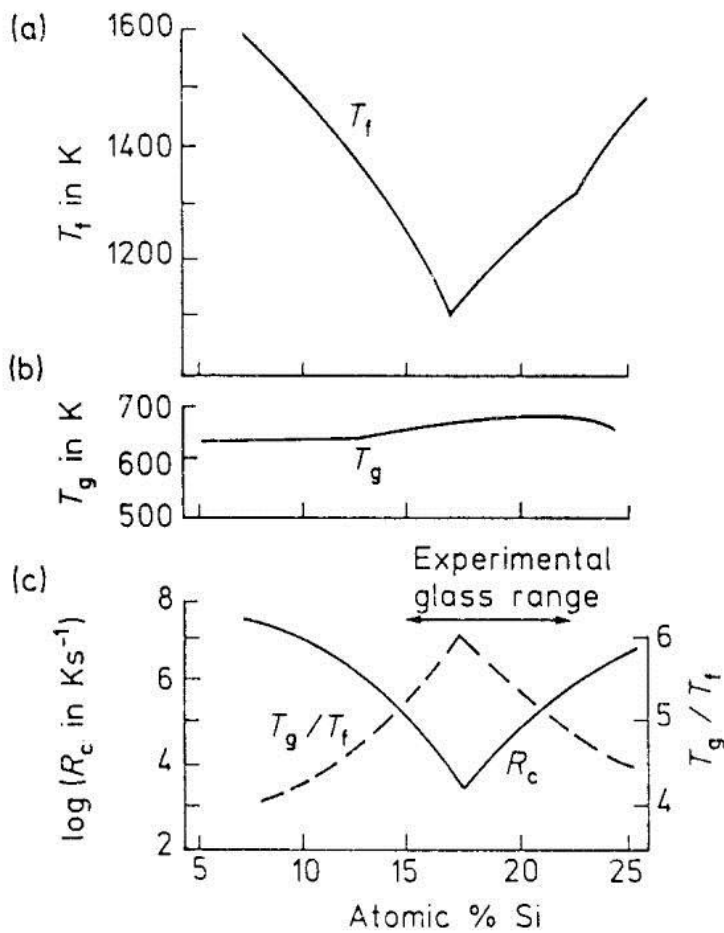 (a)
1600
1400
1200
T_f in K
T_f
(b)
700
600
500
T_g in K
T_g
(c)
Experimental
glass range
8
7
6
4
2
log (R_c in Ks⁻¹)
T_g / T_f
R_c
6
5
4
T_g / T_f
5 10 15 20 25
Atomic % Si